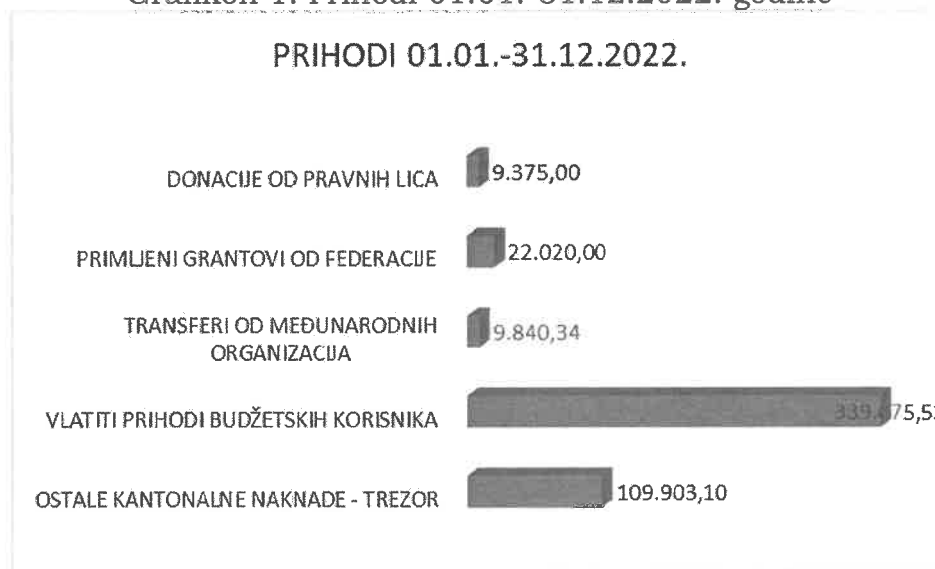 PRIHODI 01.01.-31.12.2022.
DONACIJE OD PRAVNIH LICA
9.375,00
PRIMLJENI GRANTOVI OD FEDERACIJE
22.020,00
TRANSFERI OD MEĐUNARODNIH
ORGANIZACIJA
9.840,34
VLATITI PRIHODI BUDŽETSKIH KORISNIKA
OSTALE KANTONALNE NAKNADE - TREZOR
109.903,10